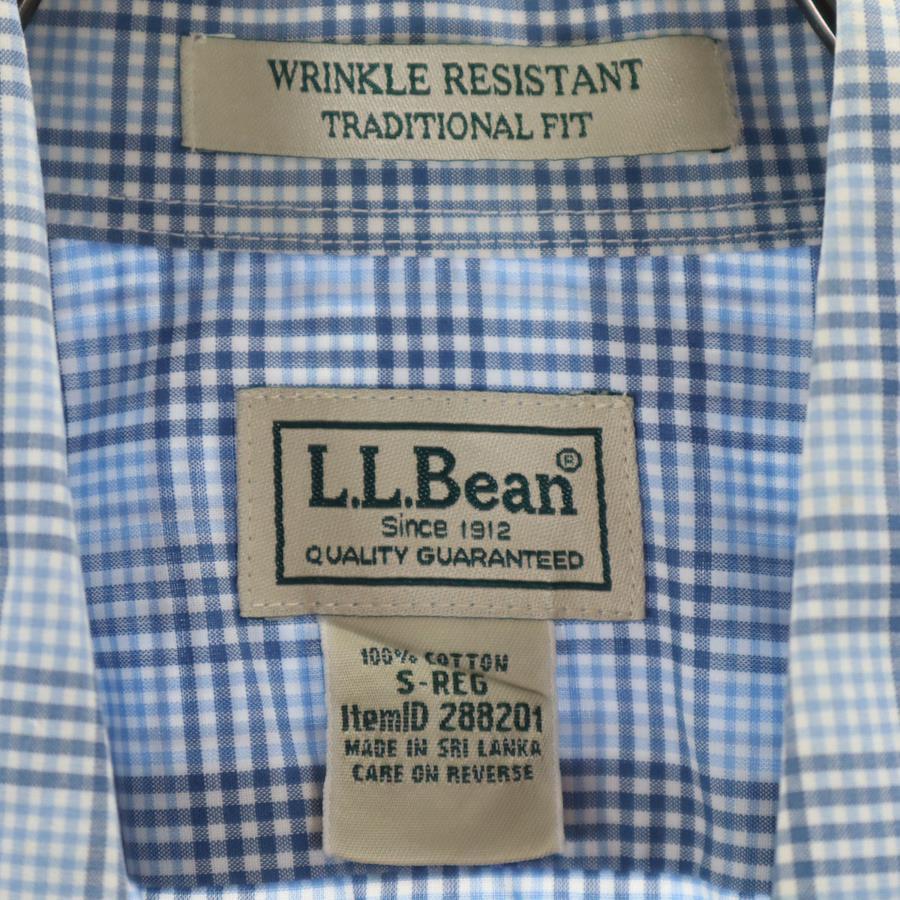 WRINKLE RESISTANT
TRADITIONAL FIT
L.L.Bean®
Since 1912
QUALITY GUARANTEED
100% COTTON
S-REG
ItemID 288201
MADE IN SRI LANKA
CARE ON REVERSE